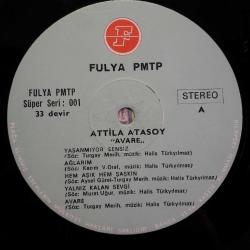 F
FULYA PMTP
FULYA PMTP
Süper Seri: 001
33 devir
STEREO
A
ATTİLA ATASOY
"AVARE„
YAŞANMIYOR SENSİZ
(Söz: Turgay Merih, müzik: Halis Türkyılmaz)
AĞLARIM
(Söz: Karin V-Oral, müzik: Halis Türkyılmaz)
HEM AŞIK HEM ŞAŞKIN
(Söz: Aysel Gürel-Turgay Merih, müzik: Halis Türkyılmaz)
YALNIZ KALAN SEVGİ
(Söz: Murat Uğur, müzik: Halis Türkyılmaz)
AVARE
(Söz: Turgay Merih, müzik: Halis Türkyılmaz)